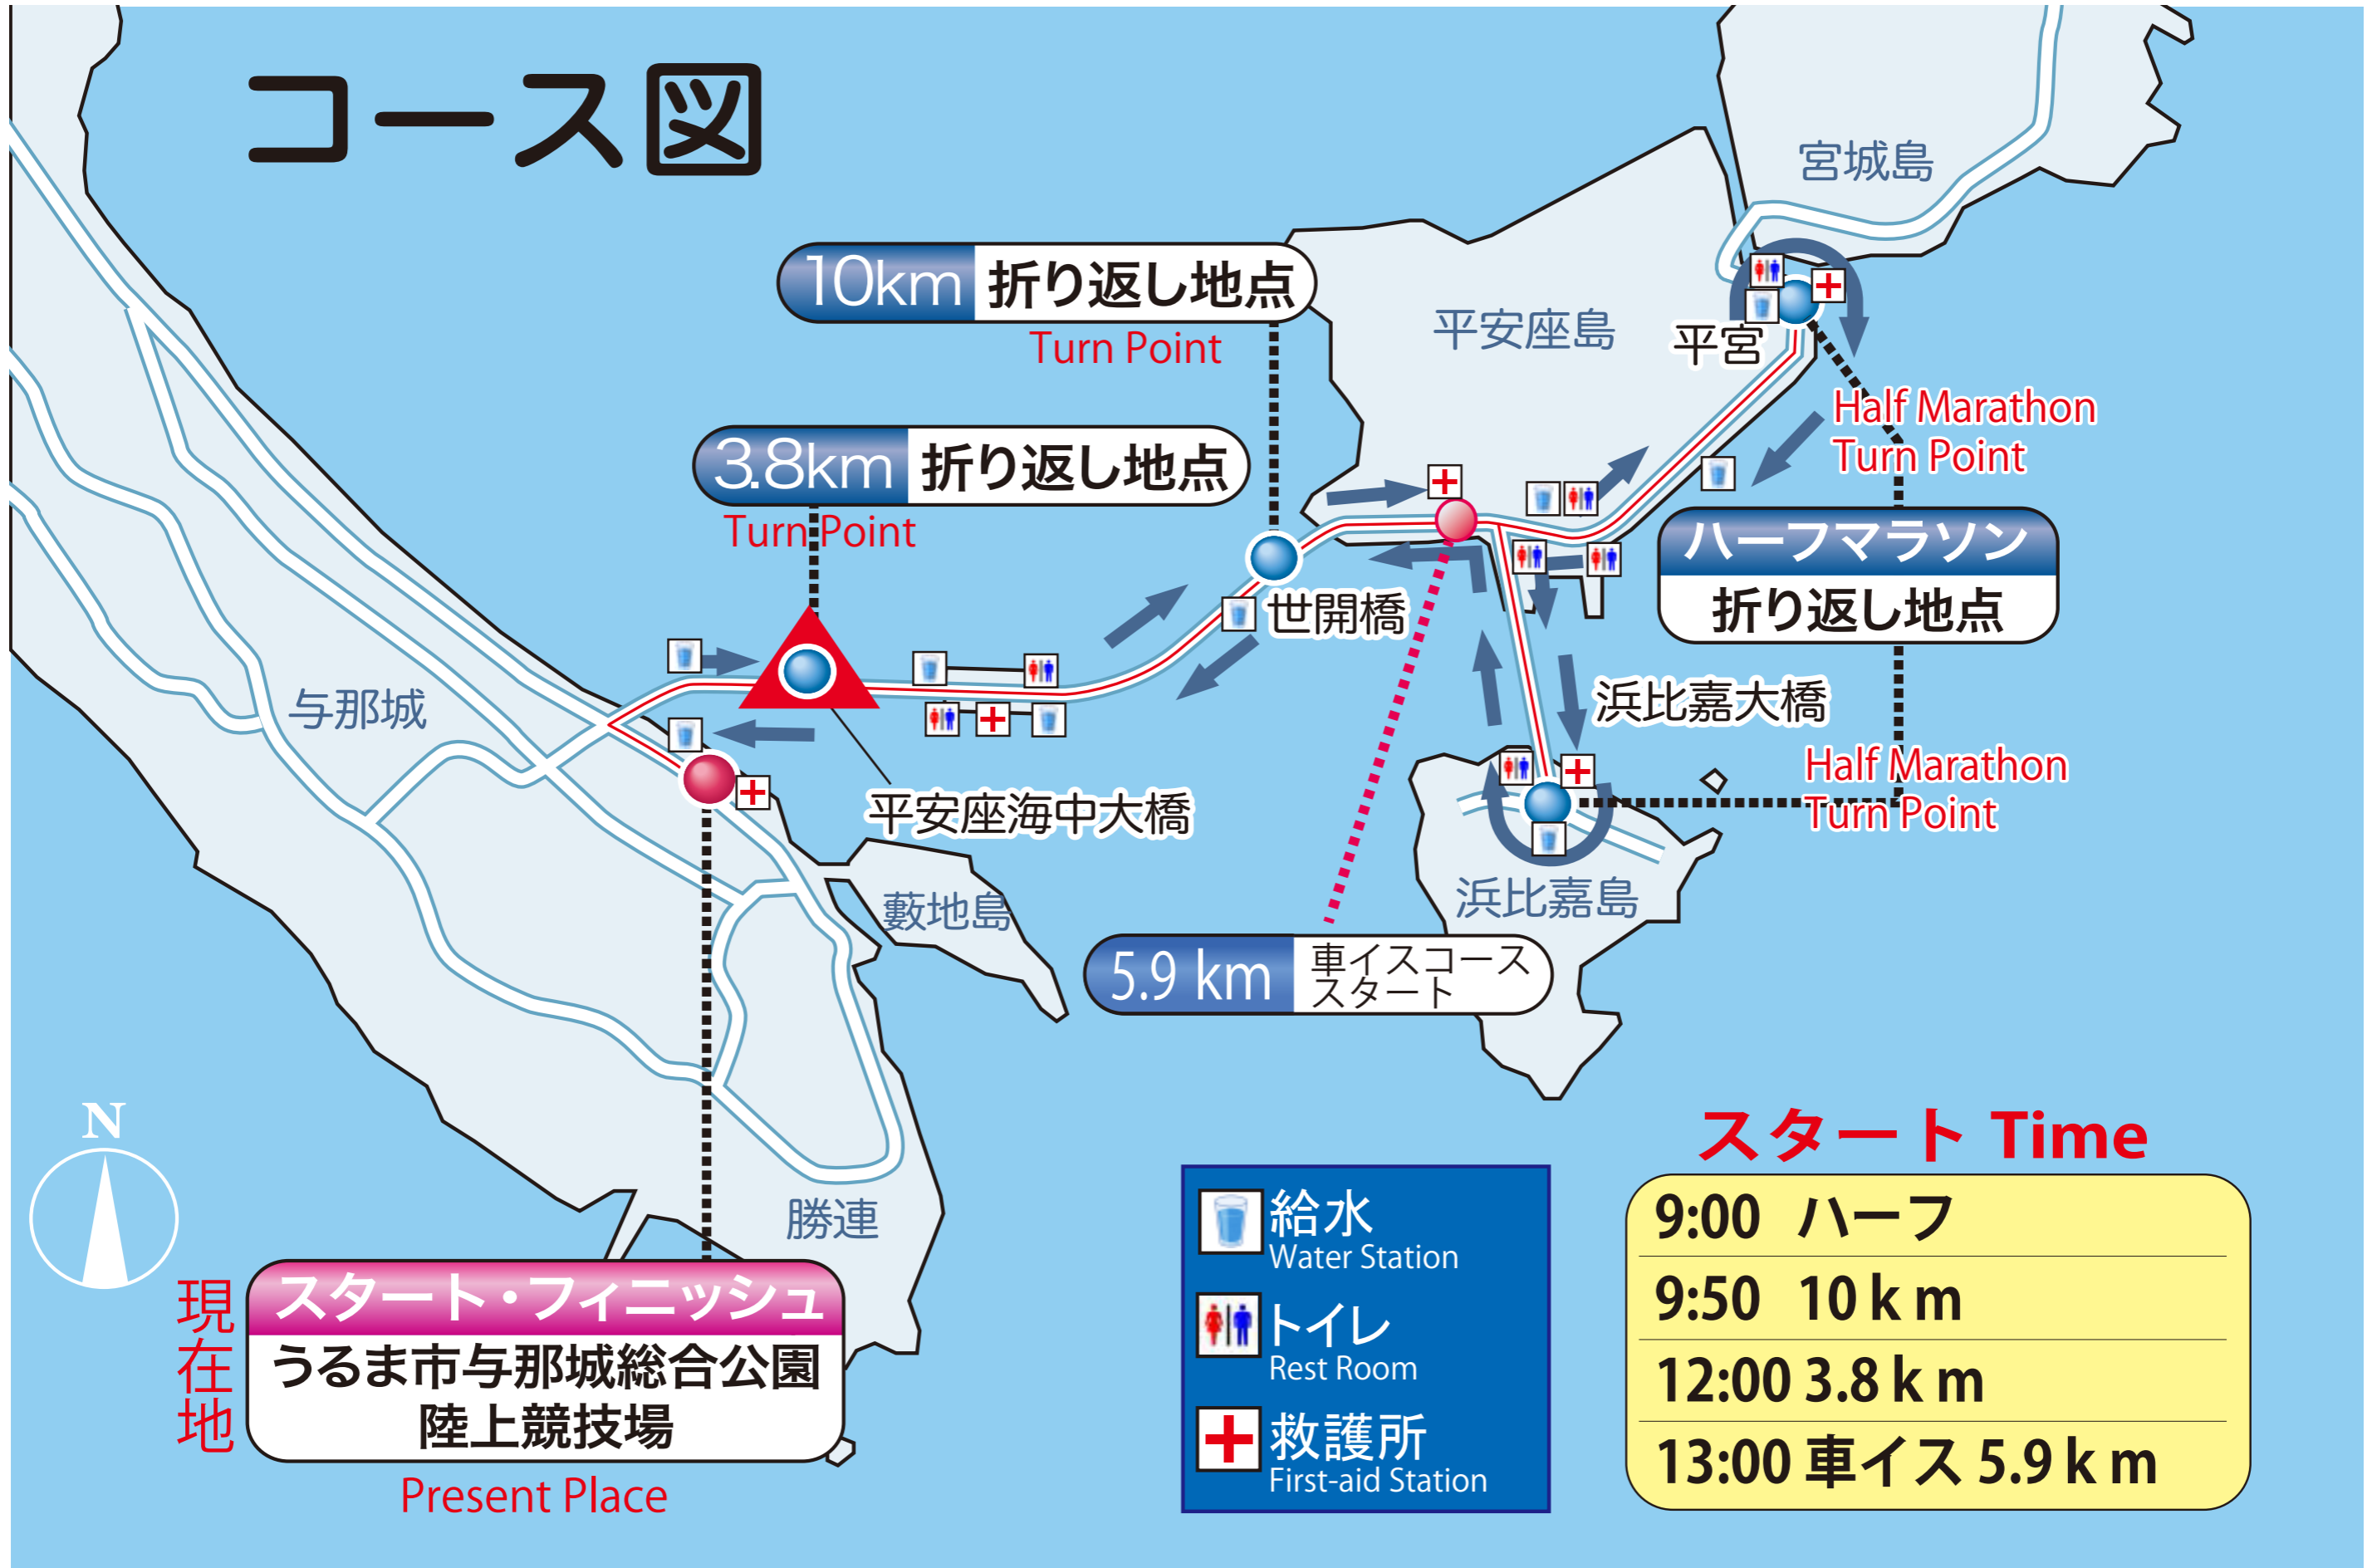 コース図
宮城島
10km 折り返し地点
Turn Point
平安座島
平宮
Half Marathon
Turn Point
3.8km 折り返し地点
Turn Point
ハーフマラソン
折り返し地点
世開橋
与那城
浜比嘉大橋
Half Marathon
Turn Point
平安座海中大橋
藪地島
浜比嘉島
5.9 km 車イスコース
スタート
N
勝連
現在地
スタート・フィニッシュ
うるま市与那城総合公園
陸上競技場
Present Place
給水
Water Station
トイレ
Rest Room
救護所
First-aid Station
スタート Time
9:00 ハーフ
9:50 10km
12:00 3.8km
13:00 車イス 5.9km